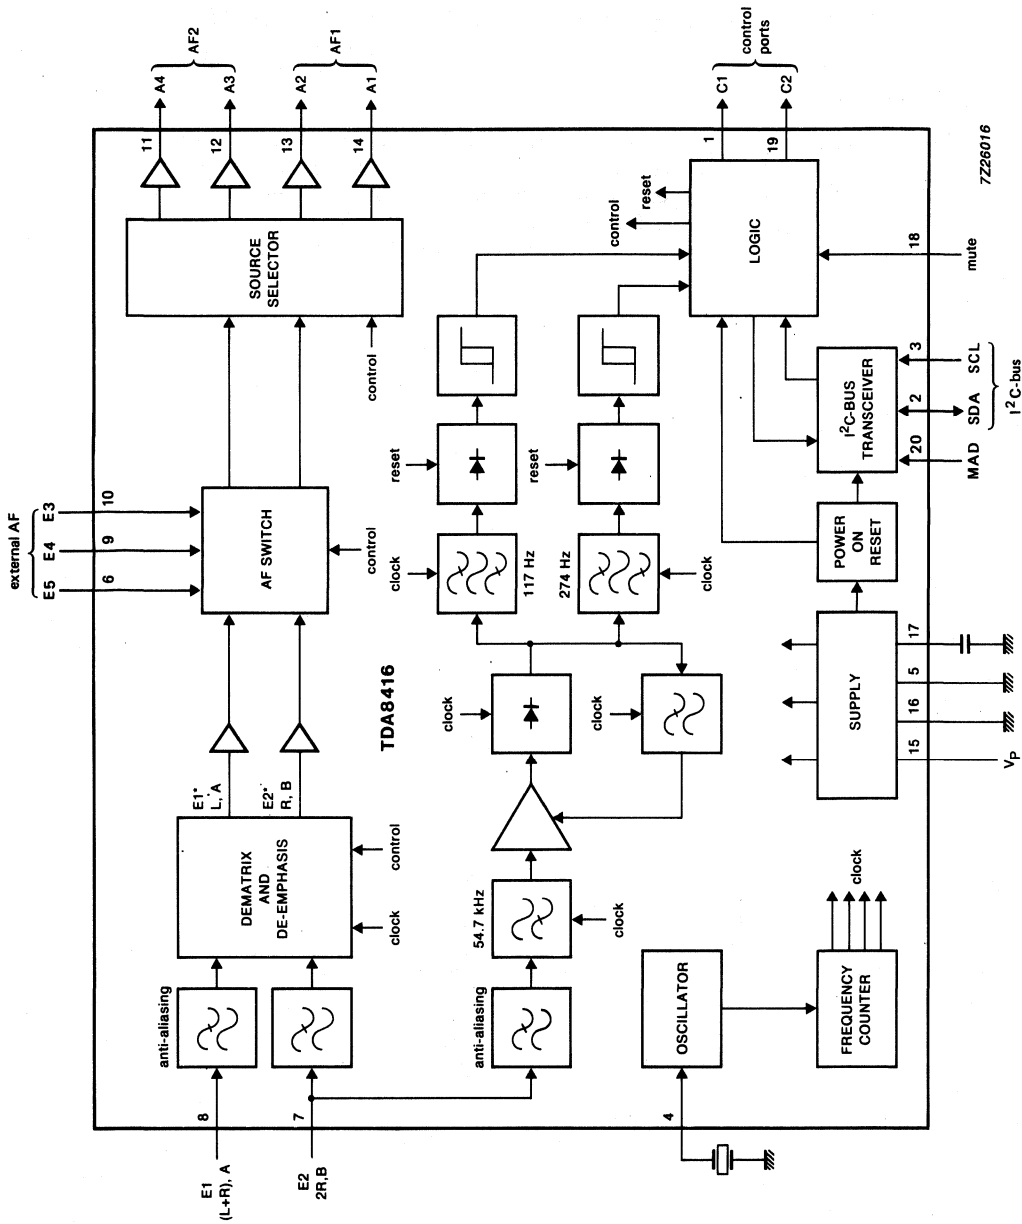 AF2
AF1
A4
A3
A2
A1
11
12
13
14
control
ports
C1
C2
1
19
7Z26016
SOURCE
SELECTOR
control
reset
control
LOGIC
18
mute
external AF
E3
E4
E5
10
9
6
AF SWITCH
control
reset
reset
clock
117 Hz
274 Hz
clock
I²C-BUS
TRANSCEIVER
3
2
20
SCL
SDA
MAD
I²C-bus
POWER
ON
RESET
TDA8416
E1*
L, A
E2*
R, B
DEMATRIX
AND
DE-EMPHASIS
control
clock
clock
clock
54.7 kHz
clock
SUPPLY
17
5
16
15
VP
anti-aliasing
anti-aliasing
OSCILLATOR
FREQUENCY
COUNTER
clock
8
7
4
E1
(L+R), A
E2
2R,B